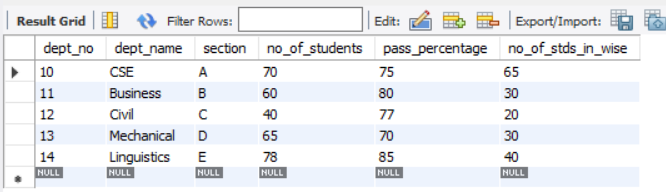 Result Grid Filter Rows: Edit: Export/Import:
dept_no dept_name section no_of_students pass_percentage no_of_stds_in_wise
10 CSE A 70 75 65
11 Business B 60 80 30
12 Civil C 40 77 20
13 Mechanical D 65 70 30
14 Linguistics E 78 85 40
NULL NULL NULL NULL NULL NULL